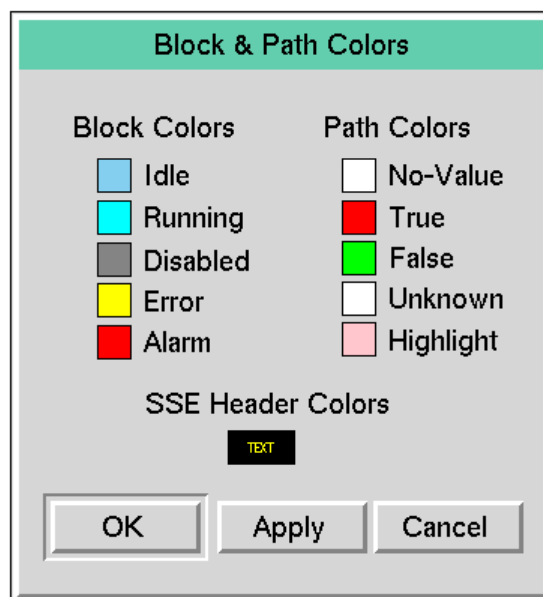 Block & Path Colors
Block Colors
Idle
Running
Disabled
Error
Alarm
Path Colors
No-Value
True
False
Unknown
Highlight
SSE Header Colors
TEXT
OK
Apply
Cancel